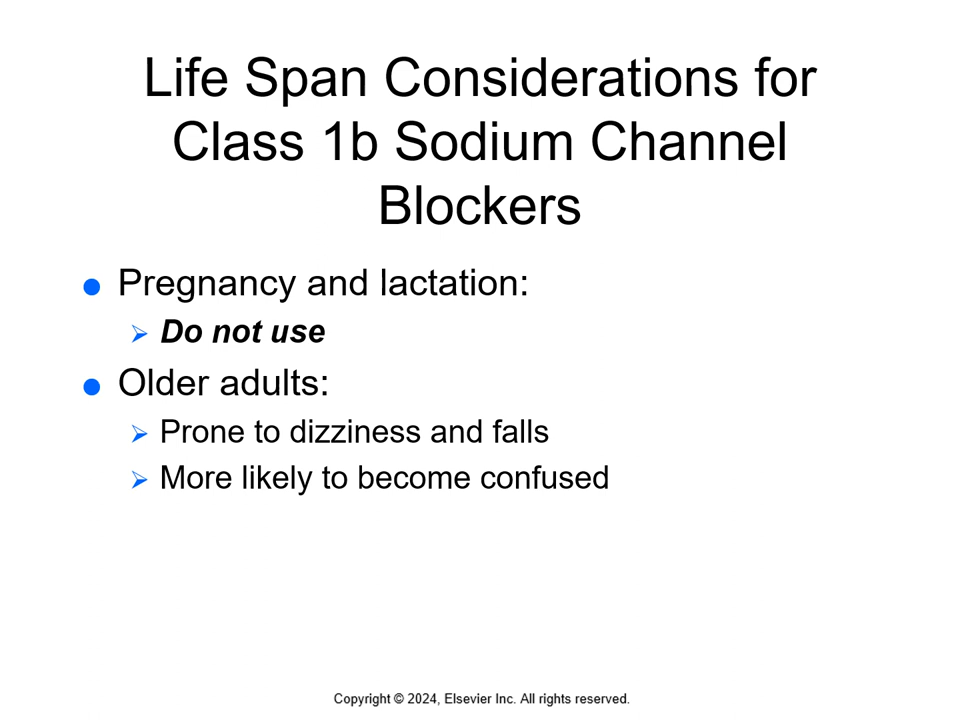 Life Span Considerations for
Class 1b Sodium Channel
Blockers
Pregnancy and lactation:
Do not use
Older adults:
Prone to dizziness and falls
More likely to become confused
Copyright © 2024, Elsevier Inc. All rights reserved.